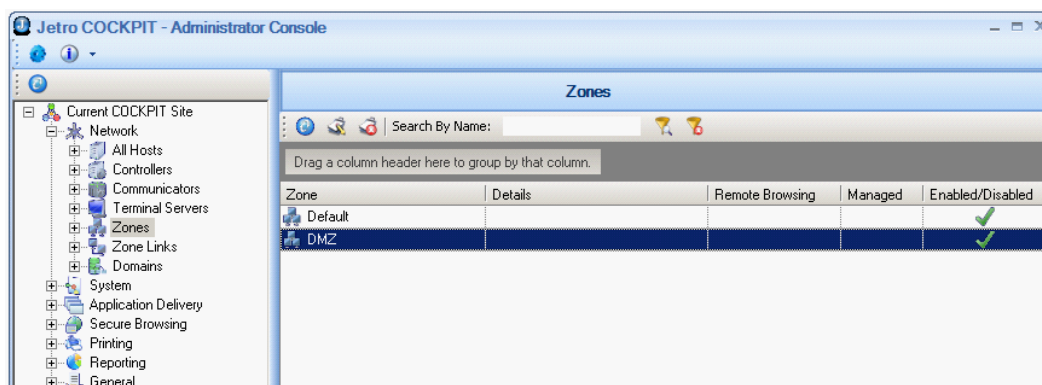 Jetro COCKPIT - Administrator Console
Zones
Current COCKPIT Site
Network
All Hosts
Controllers
Communicators
Terminal Servers
Zones
Zone Links
Domains
System
Application Delivery
Secure Browsing
Printing
Reporting
General
Search By Name:
Drag a column header here to group by that column.
Zone Details Remote Browsing Managed Enabled/Disabled
Default
DMZ